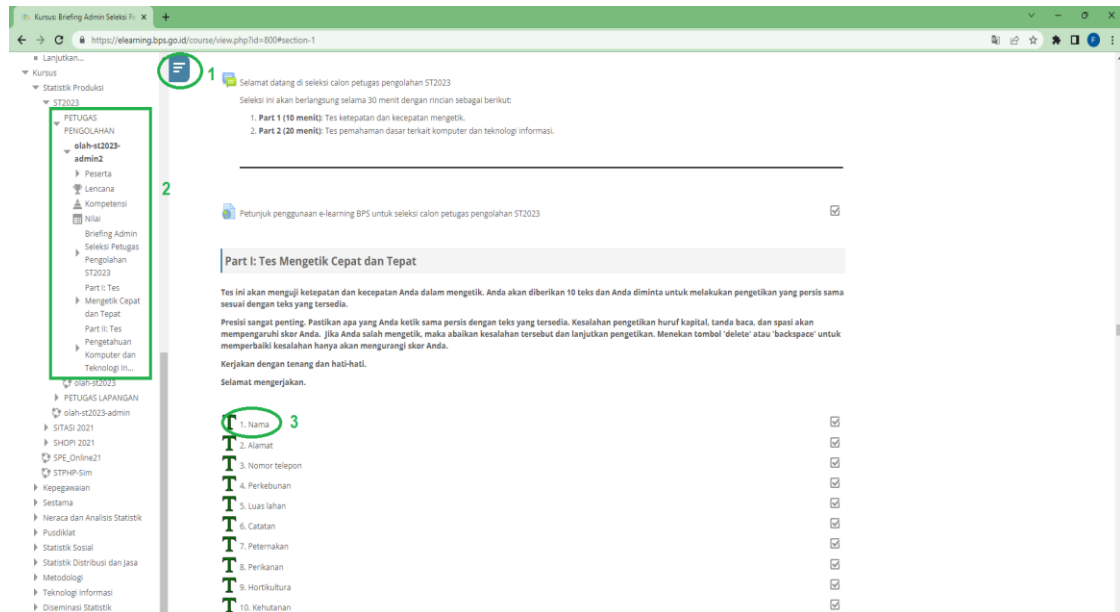 Kursus: Briefing Admin Seleksi Pe
https://elearning.bps.go.id/course/view.php?id=800#section-1
F
Lanjutkan...
Kursus
Statistik Produksi
ST2023
PETUGAS
PENGOLAHAN
olah-st2023-
admin2
Peserta
Lencana
Kompetensi
Nilai
Briefing Admin
Seleksi Petugas
Pengolahan
ST2023
Part I: Tes
Mengetik Cepat
dan Tepat
Part II: Tes
Pengetahuan
Komputer dan
Teknologi In...
olah-st2023
PETUGAS LAPANGAN
olah-st2023-admin
SITASI 2021
SHOPI 2021
SPE_Online21
STPHP-Sim
Kepegawaian
Sestama
Neraca dan Analisis Statistik
Pusdiklat
Statistik Sosial
Statistik Distribusi dan Jasa
Metodologi
Teknologi Informasi
Diseminasi Statistik
1
2
Selamat datang di seleksi calon petugas pengolahan ST2023
Seleksi ini akan berlangsung selama 30 menit dengan rincian sebagai berikut:
1. Part 1 (10 menit): Tes ketepatan dan kecepatan mengetik.
2. Part 2 (20 menit): Tes pemahaman dasar terkait komputer dan teknologi informasi.
Petunjuk penggunaan e-learning BPS untuk seleksi calon petugas pengolahan ST2023
Part I: Tes Mengetik Cepat dan Tepat
Tes ini akan menguji ketepatan dan kecepatan Anda dalam mengetik. Anda akan diberikan 10 teks dan Anda diminta untuk melakukan pengetikan yang persis sama
sesuai dengan teks yang tersedia.
Presisi sangat penting. Pastikan apa yang Anda ketik sama persis dengan teks yang tersedia. Kesalahan pengetikan huruf kapital, tanda baca, dan spasi akan
mempengaruhi skor Anda. Jika Anda salah mengetik, maka abaikan kesalahan tersebut dan lanjutkan pengetikan. Menekan tombol 'delete' atau 'backspace' untuk
memperbaiki kesalahan hanya akan mengurangi skor Anda.
Kerjakan dengan tenang dan hati-hati.
Selamat mengerjakan.
T 1. Nama 3
T 2. Alamat
T 3. Nomor telepon
T 4. Perkebunan
T 5. Luas lahan
T 6. Catatan
T 7. Peternakan
T 8. Perikanan
T 9. Hortikultura
T 10. Kehutanan